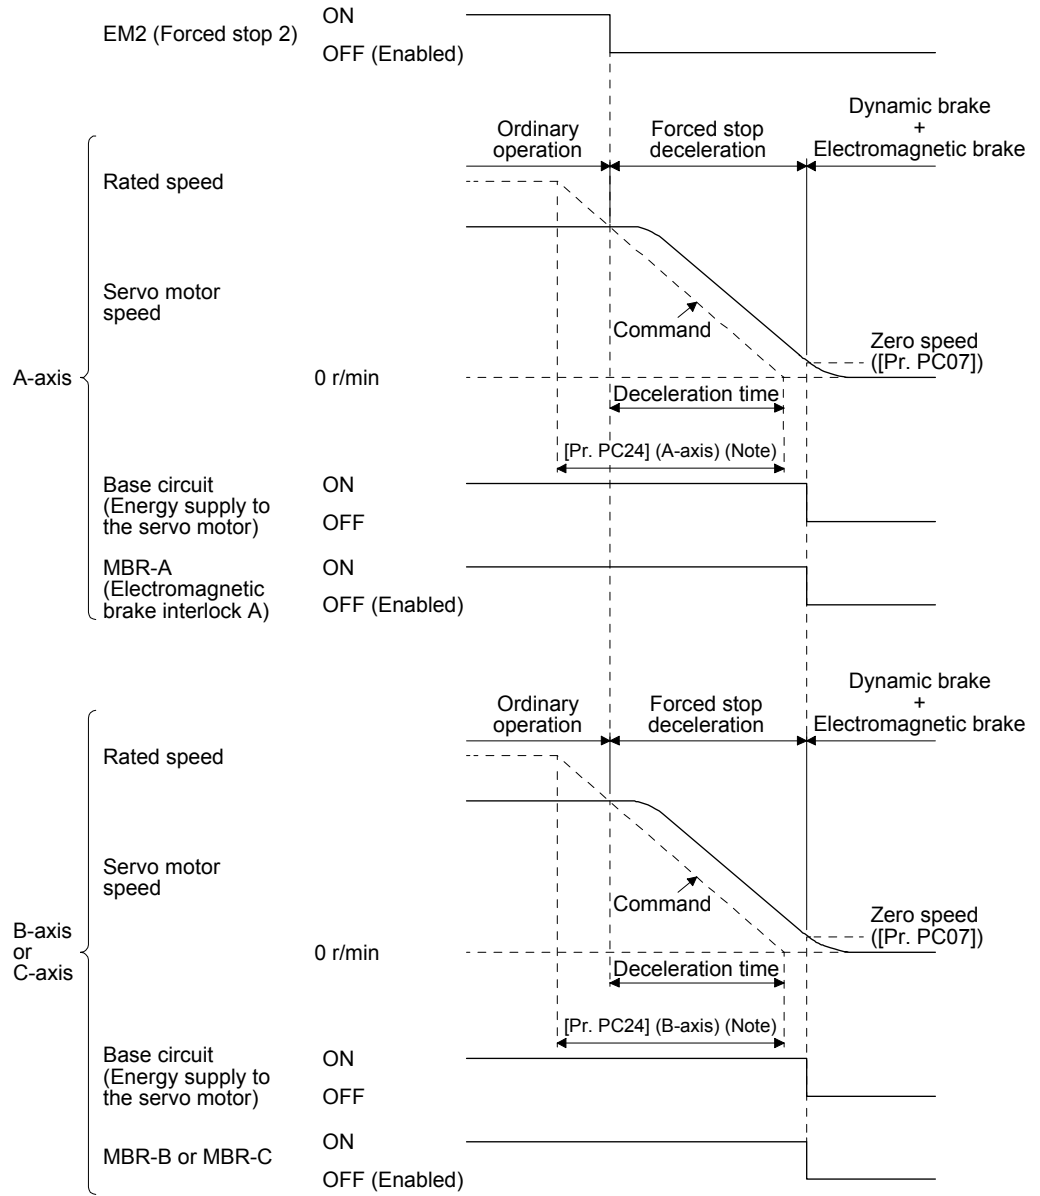 EM2 (Forced stop 2)
ON
OFF (Enabled)
Ordinary
operation
Forced stop
deceleration
Dynamic brake
+
Electromagnetic brake
A-axis
Rated speed
Servo motor
speed
Command
Zero speed
([Pr. PC07])
0 r/min
Deceleration time
[Pr. PC24] (A-axis) (Note)
Base circuit
(Energy supply to
the servo motor)
ON
OFF
MBR-A
(Electromagnetic
brake interlock A)
ON
OFF (Enabled)
Ordinary
operation
Forced stop
deceleration
Dynamic brake
+
Electromagnetic brake
B-axis
or
C-axis
Rated speed
Servo motor
speed
Command
Zero speed
([Pr. PC07])
0 r/min
Deceleration time
[Pr. PC24] (B-axis) (Note)
Base circuit
(Energy supply to
the servo motor)
ON
OFF
MBR-B or MBR-C
ON
OFF (Enabled)